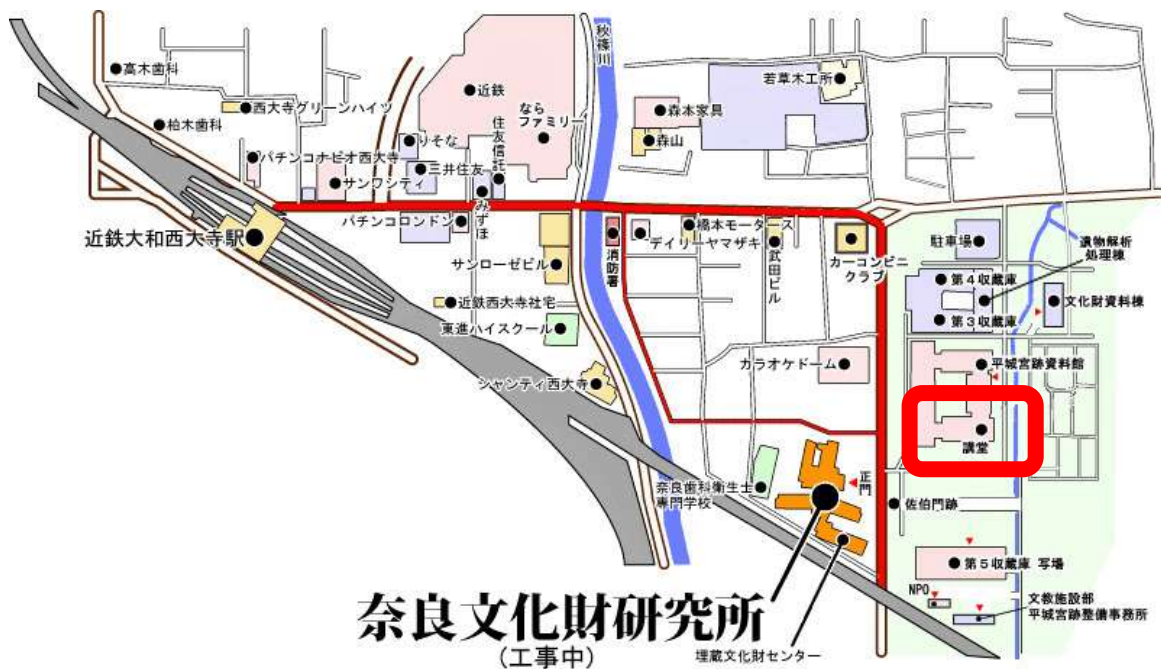 高木歯科
西大寺グリーンハイツ
柏木歯科
パチンコナビオ西大寺
サンワシティ
りそな
三井住友
近鉄
なら
ファミリー
住友信託
みずほ
秋篠川
森本家具
森山
若草木工所
近鉄大和西大寺駅
パチンコロンドン
サンローゼビル
消防署
デイリーヤマザキ
橋本モータース
武田ビル
カーコンビニ
クラブ
駐車場
遺物解析
処理棟
第4収蔵庫
文化財資料棟
第3収蔵庫
近鉄西大寺社宅
東進ハイスクール
シャンティ西大寺
カラオケドーム
平城宮跡資料館
講堂
奈良歯科衛生士
専門学校
正門
佐伯門跡
第5収蔵庫 写場
NPO
文教施設部
平城宮跡整備事務所
奈良文化財研究所
(工事中)
埋蔵文化財センター